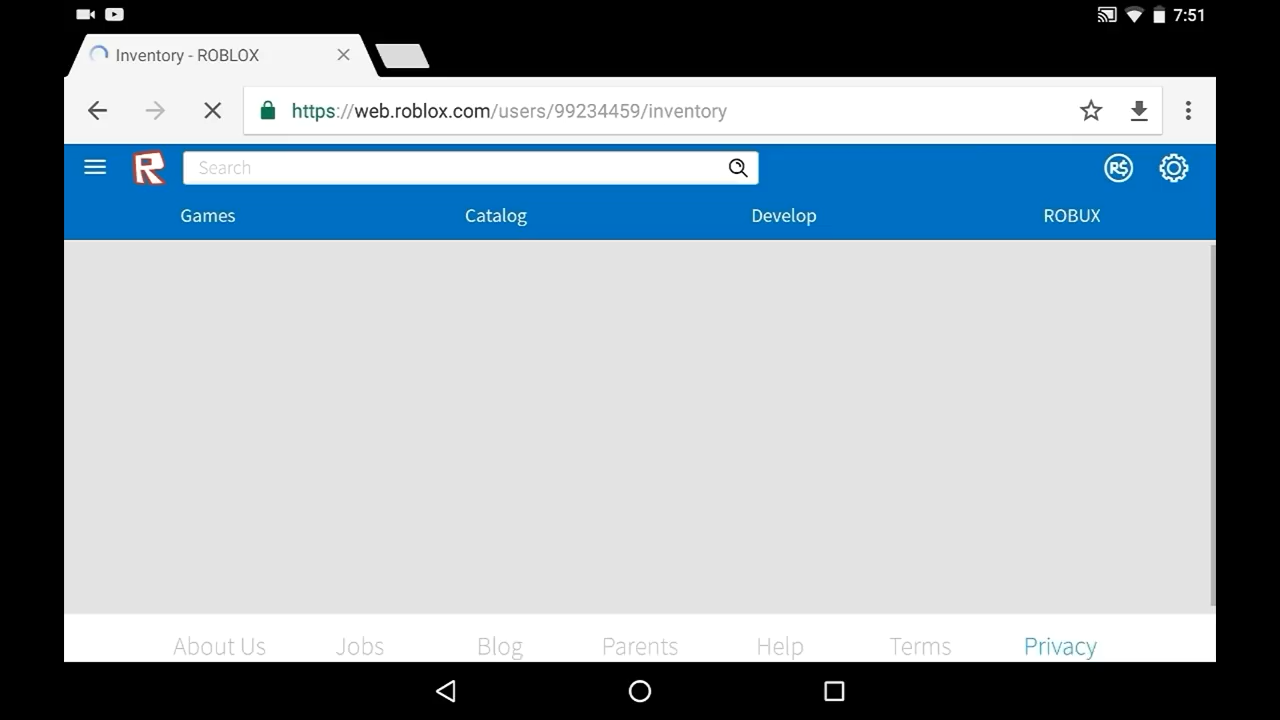 7:51
Inventory - ROBLOX
https://web.roblox.com/users/99234459/inventory
R Search R$
Games Catalog Develop ROBUX
About Us Jobs Blog Parents Help Terms Privacy